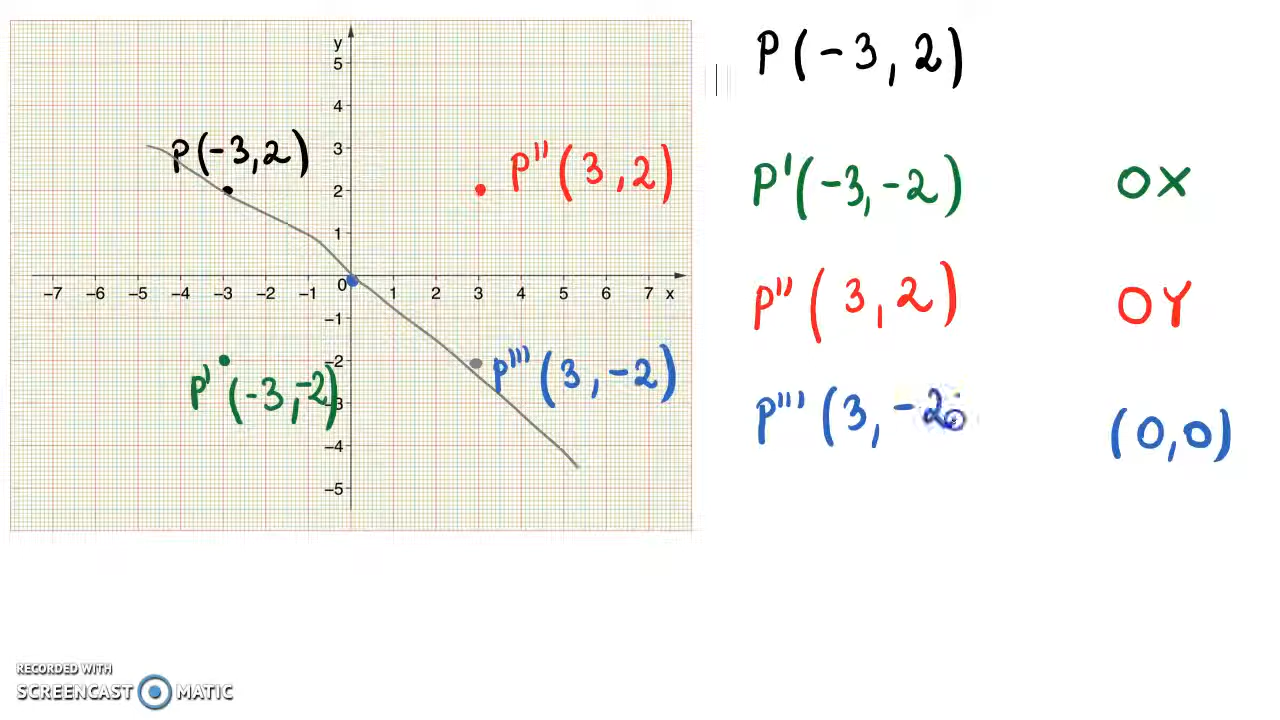 y
5
4
3
2
1
0
-7 -6 -5 -4 -3 -2 -1 1 2 3 4 5 6 7 x
-1
-2
-3
-4
-5
P(-3,2)
P''(3,2)
P'(-3,-2)
P'''(3,-2)
P(-3,2)
P'(-3,-2) OX
P''(3,2) OY
P'''(3,-2 (0,0)
RECORDED WITH
SCREENCAST MATIC